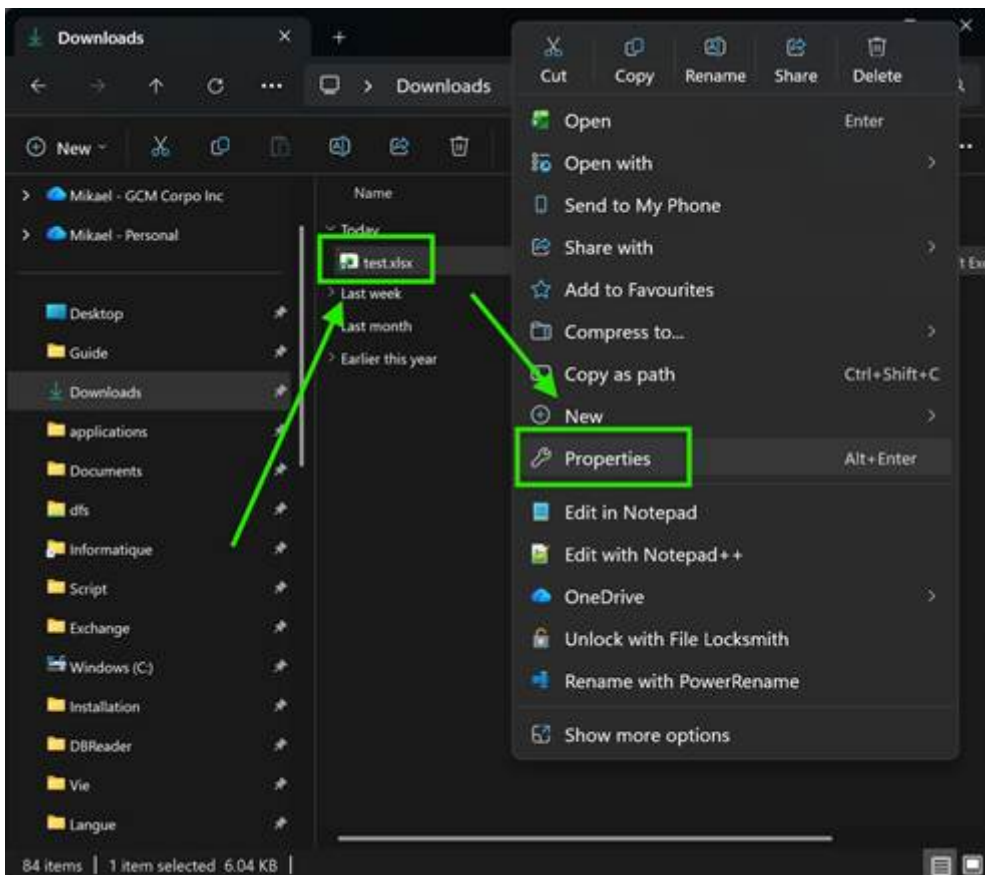 Downloads
Downloads
New
Cut Copy Rename Share Delete
Mikael - GCM Corpo Inc
Mikael - Personal
Desktop
Guide
Downloads
applications
Documents
dfs
Informatique
Script
Exchange
Windows (C:)
Installation
DBReader
Vie
Langue
Name
Today
test.xlsx
Last week
Last month
Earlier this year
Open Enter
Open with
Send to My Phone
Share with
Add to Favourites
Compress to...
Copy as path Ctrl+Shift+C
New
Properties Alt+Enter
Edit in Notepad
Edit with Notepad++
OneDrive
Unlock with File Locksmith
Rename with PowerRename
Show more options
84 items | 1 item selected 6.04 KB |